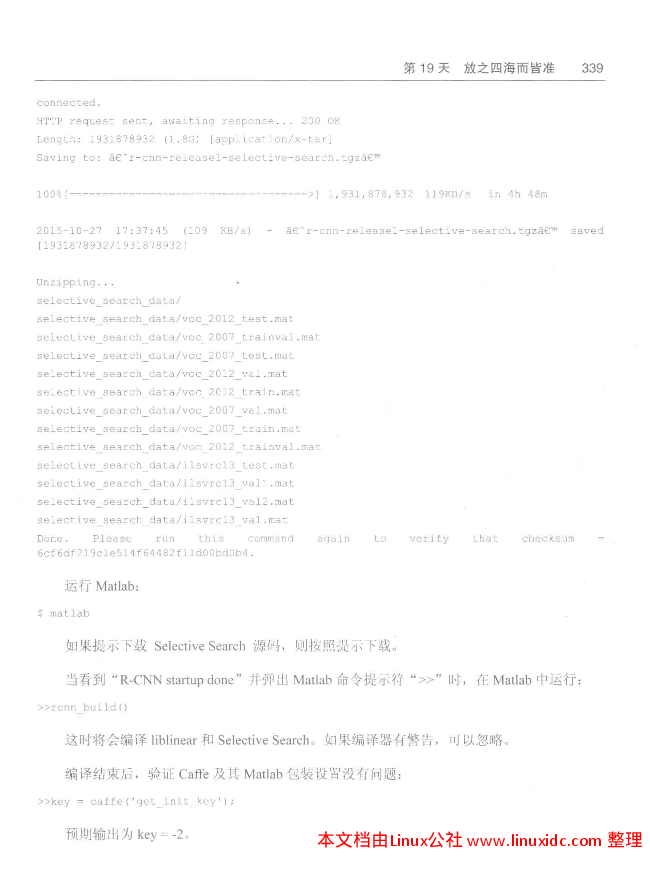 第 19 天 放之四海而皆准 339
connected.
HTTP request sent, awaiting response... 200 OK
Length: 1931878932 (1.8G) [application/x-tar]
Saving to: â€˜r-cnn-release1-selective-search.tgzâ€™
100%[------------------------------------->] 1,931,878,932 119KB/s in 4h 48m
2015-10-27 17:37:45 (109 KB/s) - â€˜r-cnn-release1-selective-search.tgzâ€™ saved
[1931878932/1931878932]
Unzipping...
selective_search_data/
selective_search_data/voc_2012_test.mat
selective_search_data/voc_2007_trainval.mat
selective_search_data/voc_2007_test.mat
selective_search_data/voc_2012_val.mat
selective_search_data/voc_2012_train.mat
selective_search_data/voc_2007_val.mat
selective_search_data/voc_2007_train.mat
selective_search_data/voc_2012_trainval.mat
selective_search_data/ilsvrc13_test.mat
selective_search_data/ilsvrc13_val1.mat
selective_search_data/ilsvrc13_val2.mat
selective_search_data/ilsvrc13_val.mat
Done. Please run this command again to verify that checksum =
6cf6df219c1e514f64482f11d00bd0b4.
运行 Matlab：
$ matlab
如果提示下载 Selective Search 源码，则按照提示下载。
当看到“R-CNN startup done”并弹出 Matlab 命令提示符“>>”时，在 Matlab 中运行：
>>rcnn_build()
这时将会编译 liblinear 和 Selective Search。如果编译器有警告，可以忽略。
编译结束后，验证 Caffe 及其 Matlab 包装设置没有问题：
>>key = caffe('get_init_key');
预期输出为 key = -2。
本文档由Linux公社 www.linuxidc.com 整理